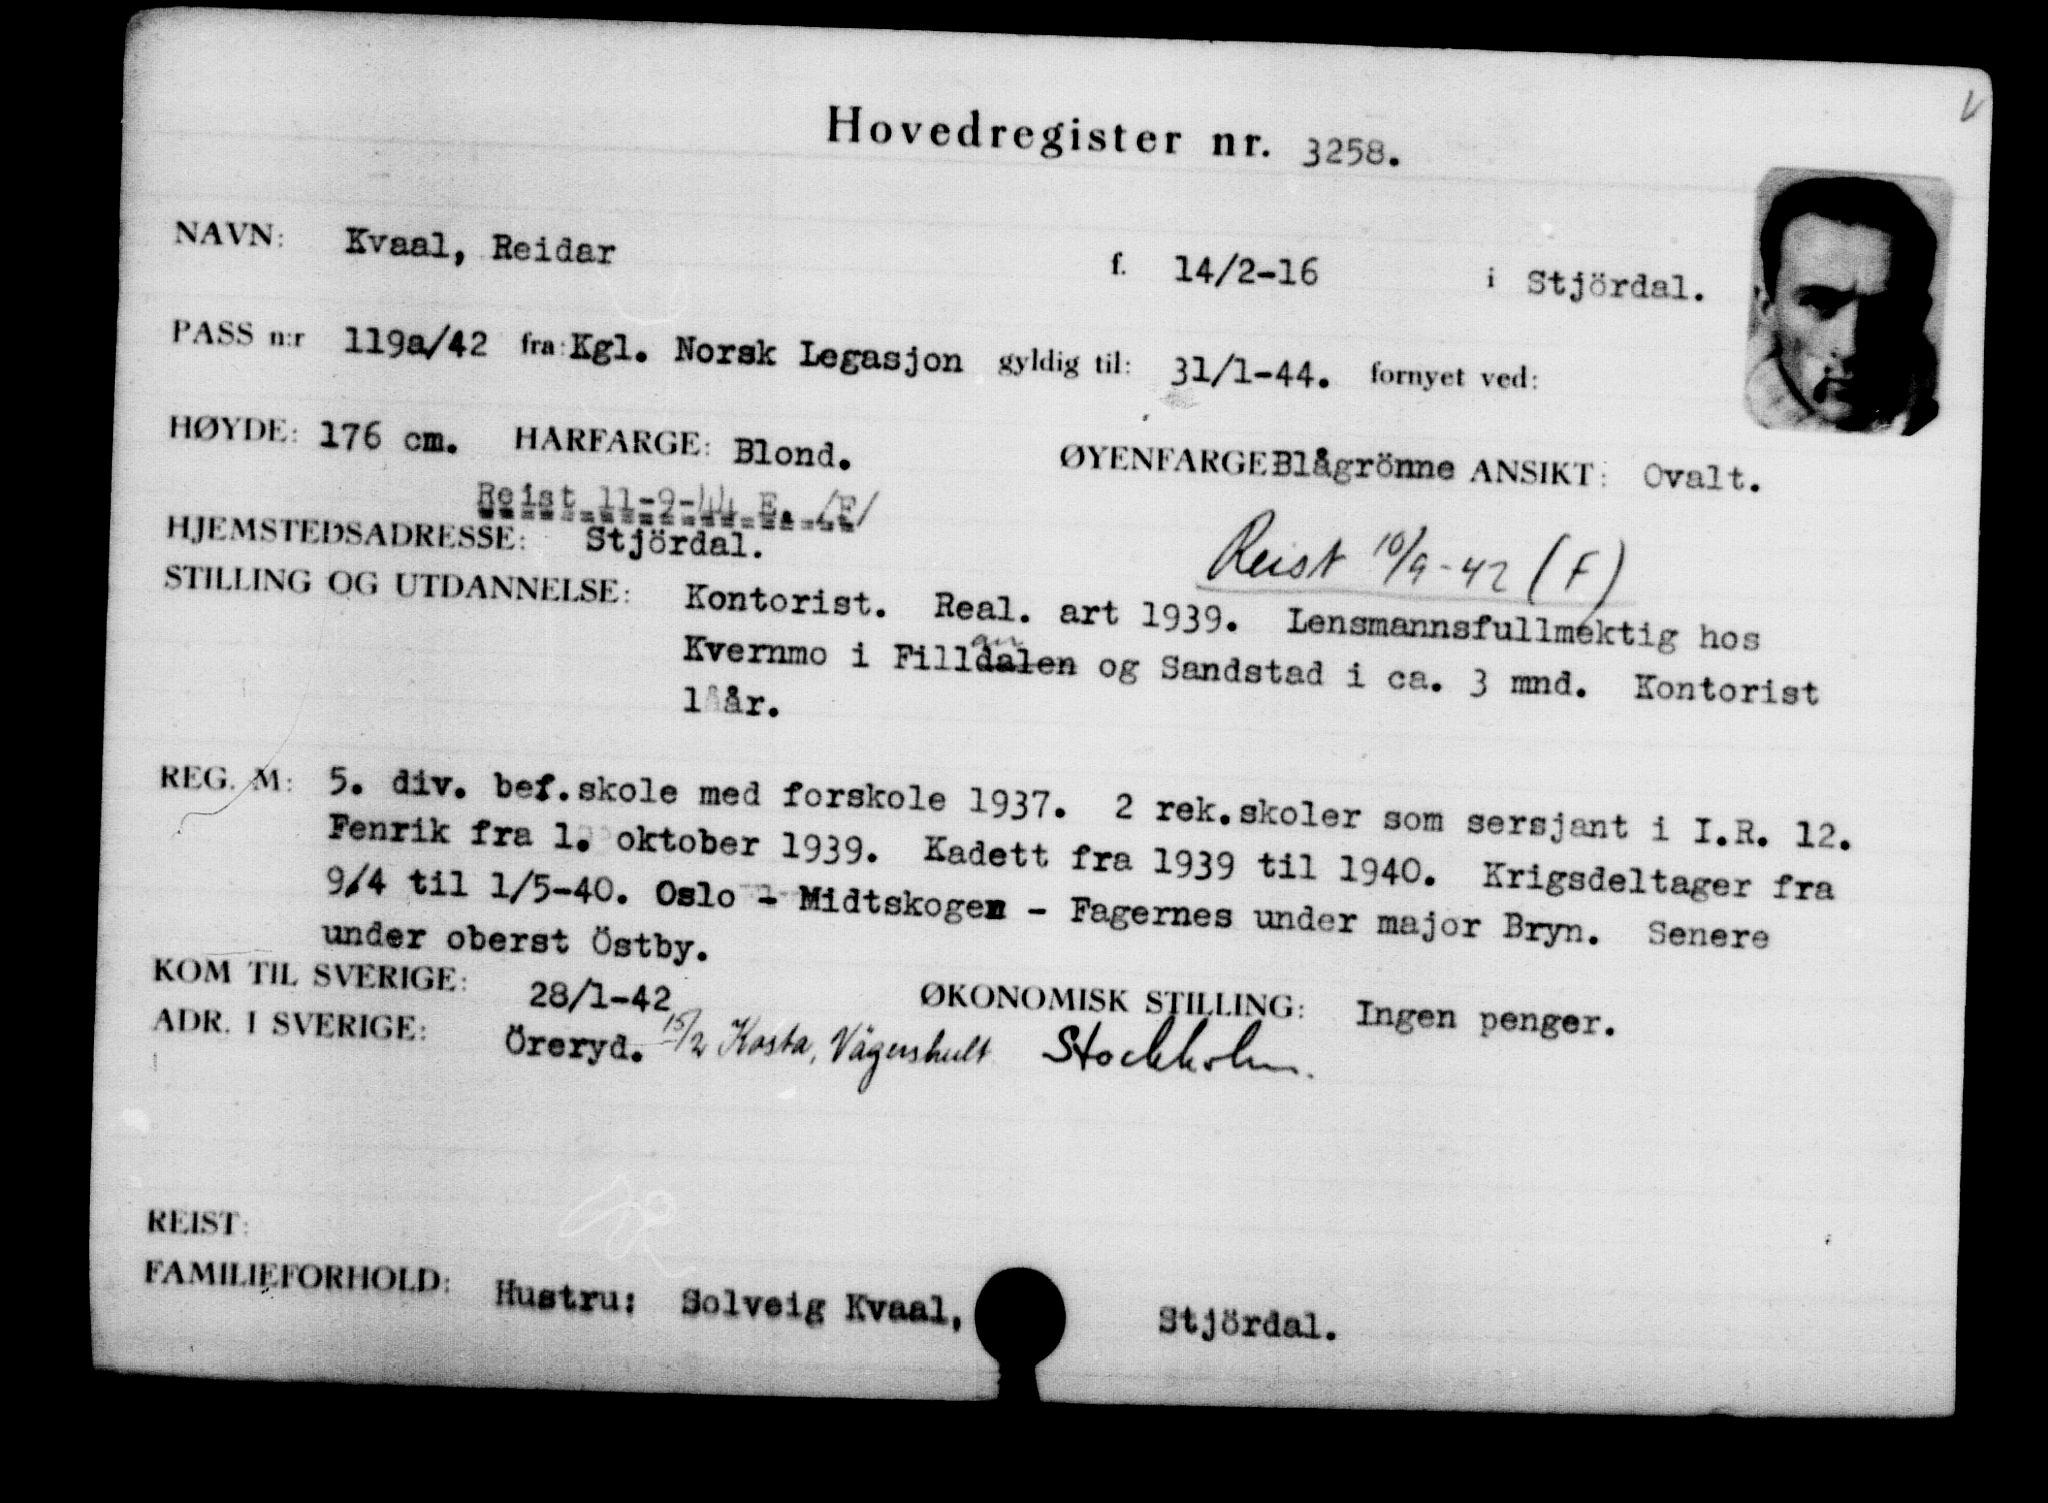 V
Hovedregister nr. 3258.
NAVN: Kvaal, Reidar f. 14/2-16 i Stjördal.
PASS n:r 119a/42 fra: Kgl. Norsk Legasjon gyldig til: 31/1-44. fornyet ved:
HØYDE: 176 cm. HARFARGE: Blond. ØYENFARGE Blågrönne ANSIKT: Ovalt.
Reist 11-9-44 E. /F/
HJEMSTEDSADRESSE: Stjördal. Reist 10/9-42 (F)
STILLING OG UTDANNELSE: Kontorist. Real. art 1939. Lensmannsfullmektig hos
Kvernmo i Filldalen og Sandstad i ca. 3 mnd. Kontorist
1 år.
REG. M: 5. div. bef.skole med forskole 1937. 2 rek.skoler som sersjant i I.R. 12.
Fenrik fra 1. oktober 1939. Kadett fra 1939 til 1940. Krigsdeltager fra
9/4 til 1/5-40. Oslo - Midtskogen - Fagernes under major Bryn. Senere
under oberst Östby.
KOM TIL SVERIGE: 28/1-42 ØKONOMISK STILLING: Ingen penger.
ADR. I SVERIGE: Öreryd. 15/2 Kosta, Vägershult Stockholm.
REIST:
FAMILIEFORHOLD: Hustru: Solveig Kvaal, Stjördal.